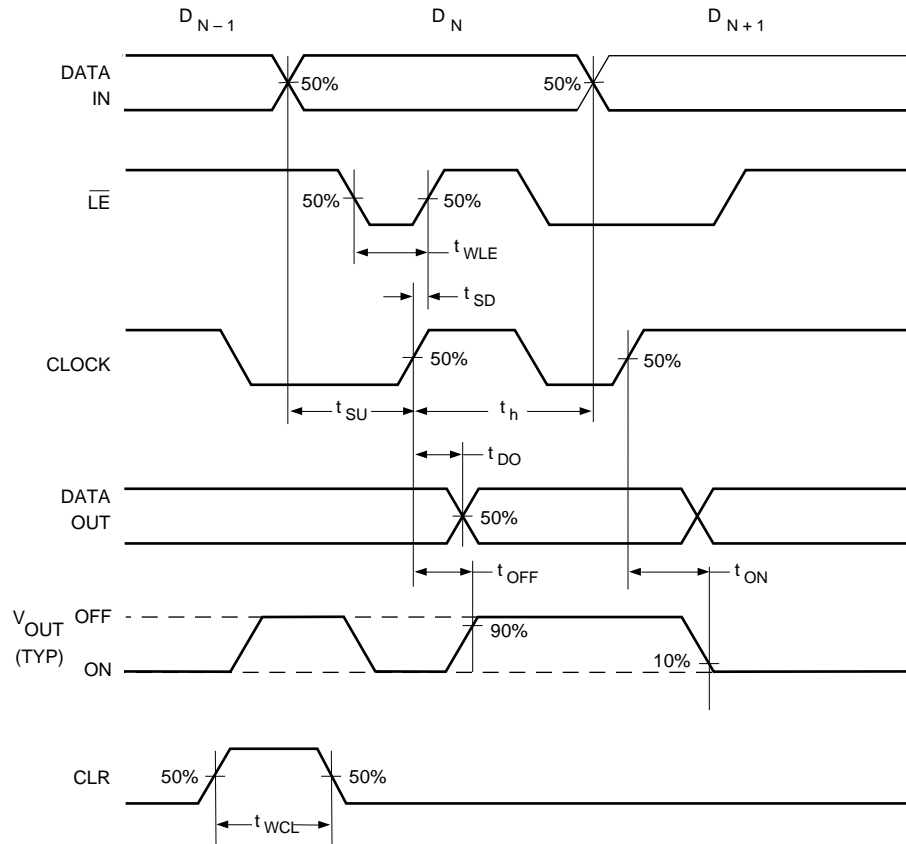 D N – 1 D N D N + 1
DATA IN 50% 50%
LE 50% 50%
t WLE
t SD
CLOCK 50% 50%
t SU t h
t DO
DATA OUT 50%
t OFF t ON
V OUT (TYP) OFF 90%
ON 10%
CLR 50% 50%
t WCL